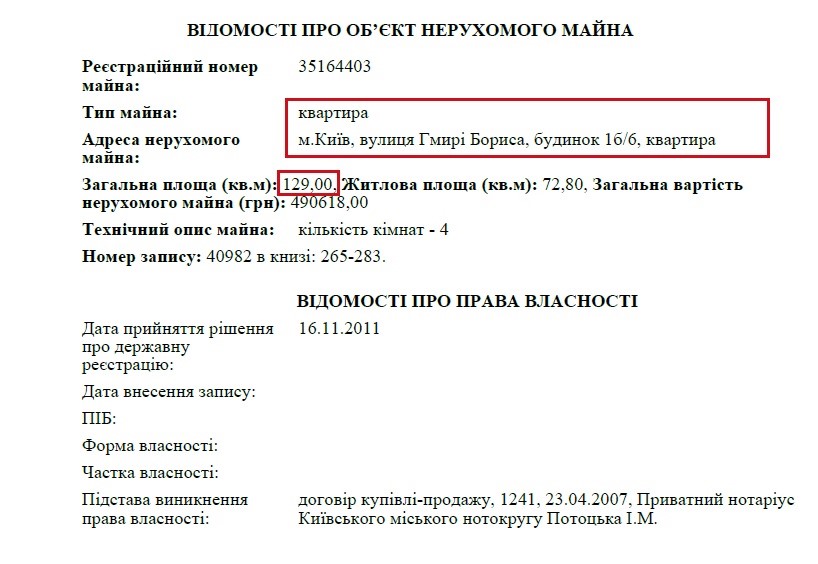 ВІДОМОСТІ ПРО ОБ’ЄКТ НЕРУХОМОГО МАЙНА
Реєстраційний номер майна: 35164403
Тип майна: квартира
Адреса нерухомого майна: м.Київ, вулиця Гмирі Бориса, будинок 1б/6, квартира
Загальна площа (кв.м): 129,00, Житлова площа (кв.м): 72,80, Загальна вартість
нерухомого майна (грн): 490618,00
Технічний опис майна: кількість кімнат - 4
Номер запису: 40982 в книзі: 265-283.
ВІДОМОСТІ ПРО ПРАВА ВЛАСНОСТІ
Дата прийняття рішення про державну реєстрацію: 16.11.2011
Дата внесення запису:
ПІБ:
Форма власності:
Частка власності:
Підстава виникнення права власності: договір купівлі-продажу, 1241, 23.04.2007, Приватний нотаріус
Київського міського нотокругу Потоцька І.М.